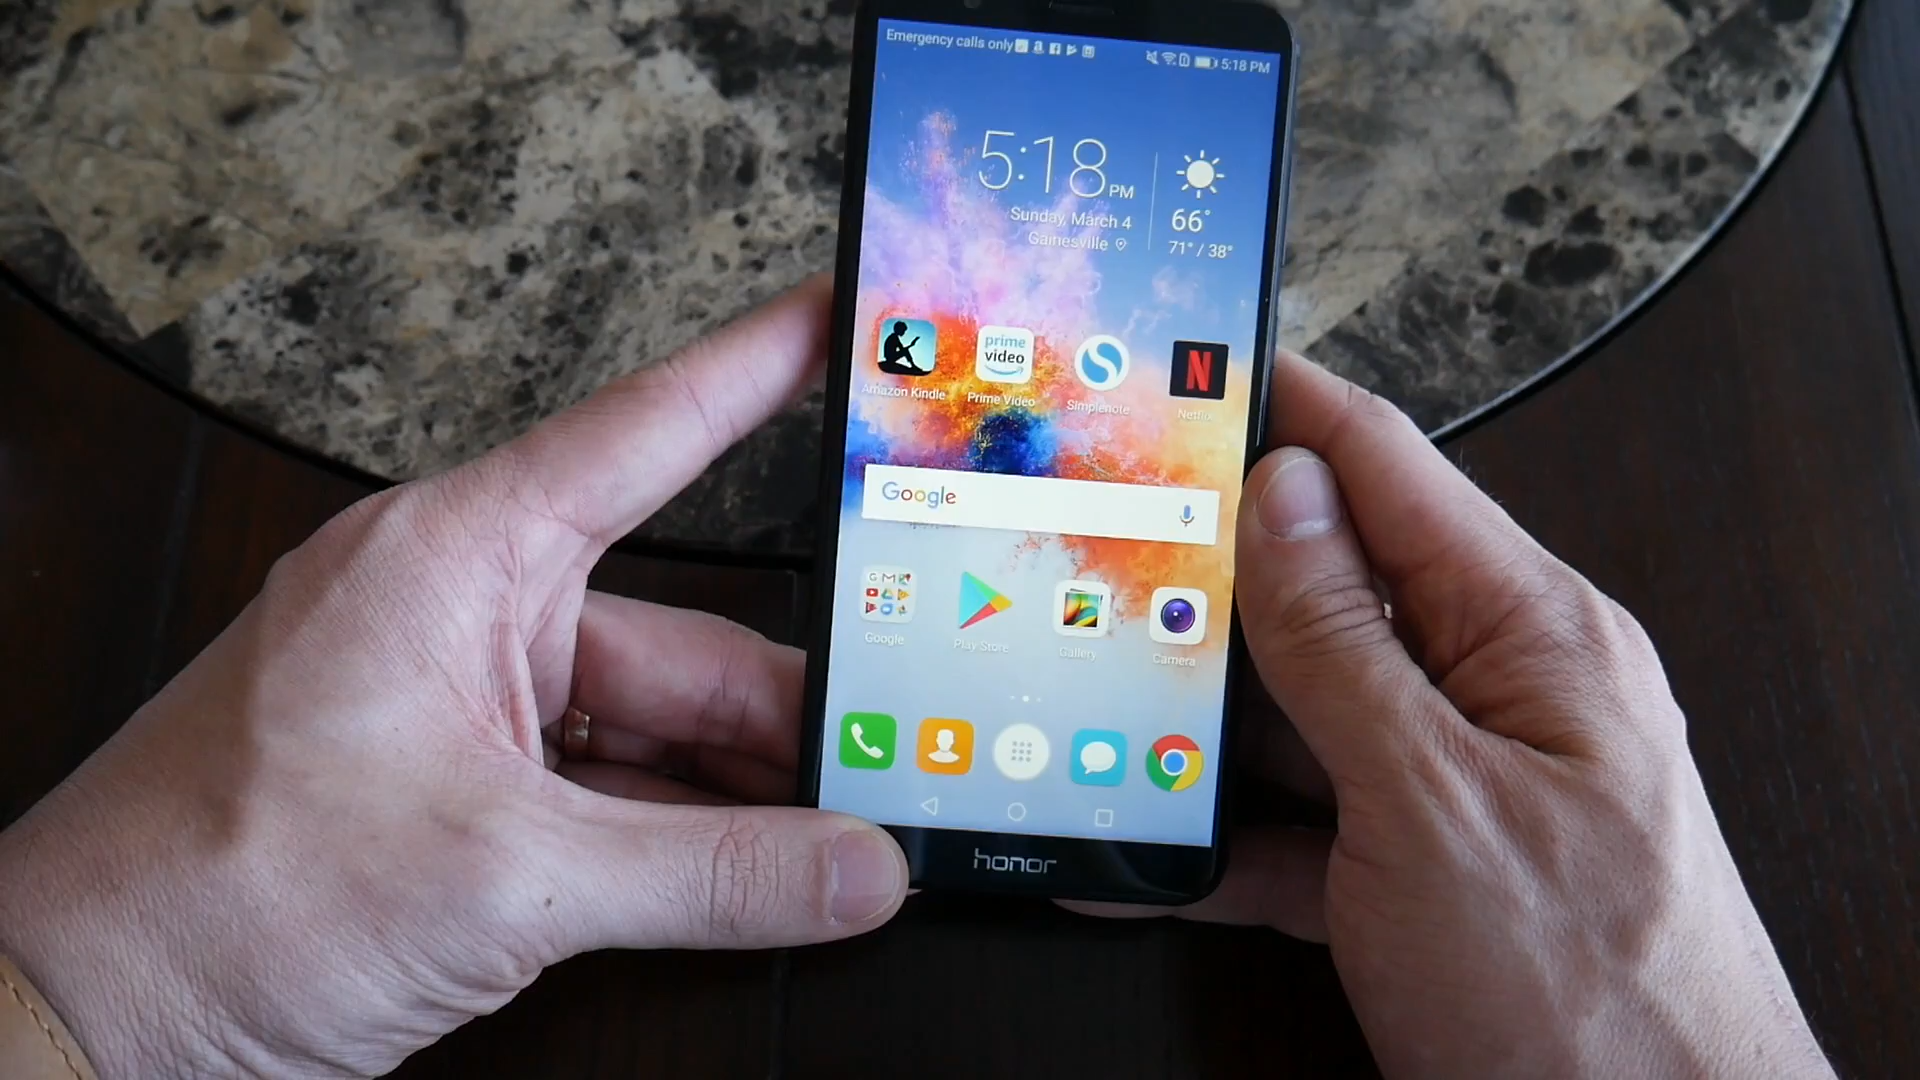 Emergency calls only
5:18 PM
5:18 PM
Sunday, March 4
Gainesville
66°
71° / 38°
prime video
Amazon Kindle
Prime Video
Simplenote
N
Netflix
Google
Google
Play Store
Gallery
Camera
honor